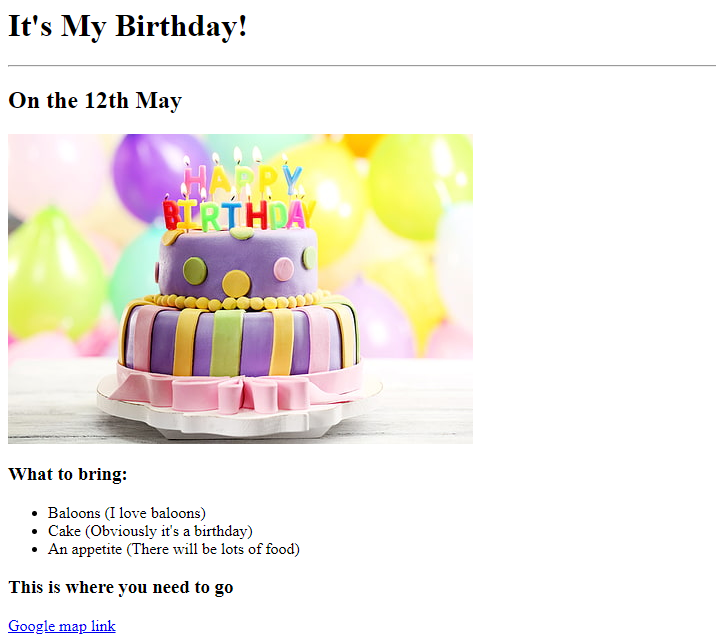 It's My Birthday!
On the 12th May
HAPPY
BIRTHDAY
What to bring:
Baloons (I love baloons)
Cake (Obviously it's a birthday)
An appetite (There will be lots of food)
This is where you need to go
Google map link